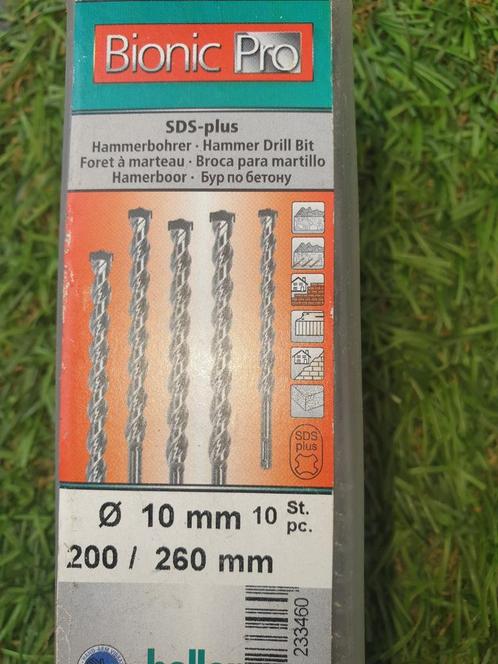 Bionic Pro
SDS-plus
Hammerbohrer · Hammer Drill Bit
Foret à marteau · Broca para martillo
Hamerboor · Бур по бетону
SDS
plus
Ø 10 mm 10 St.
pc.
200 / 260 mm
233460